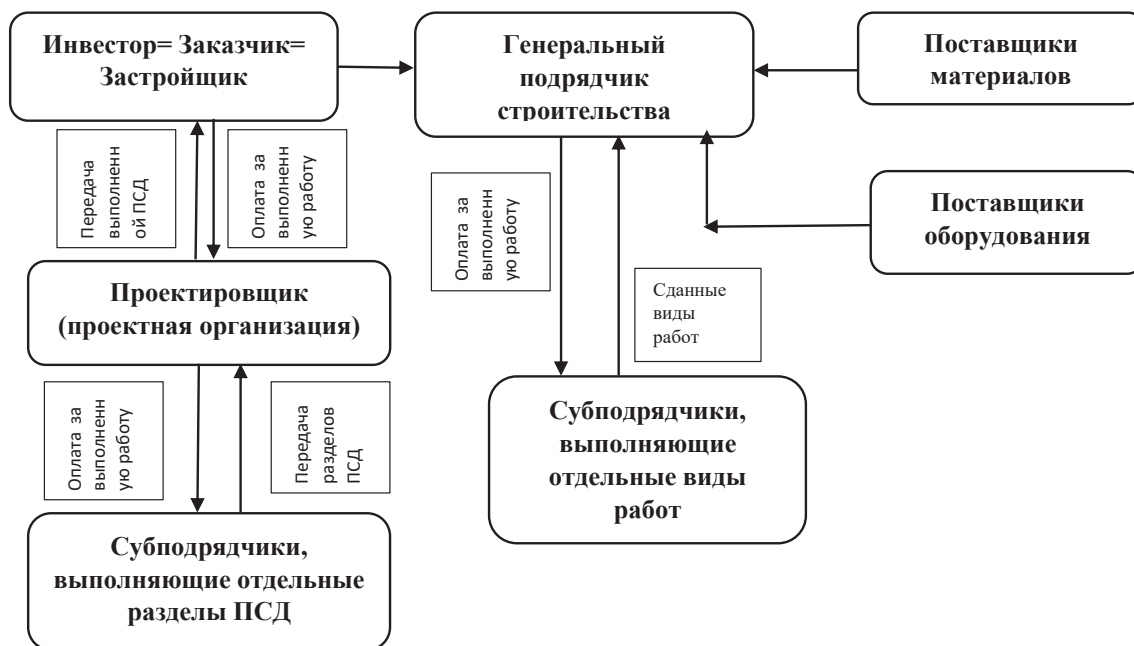 Инвестор= Заказчик=
Застройщик
Генеральный
подрядчик
строительства
Поставщики
материалов
Передача
выполненн
ой ПСД
Оплата за
выполненн
ую работу
Оплата за
выполненн
ую работу
Поставщики
оборудования
Проектировщик
(проектная организация)
Сданные
виды
работ
Оплата за
выполненн
ую работу
Передача
разделов
ПСД
Субподрядчики,
выполняющие
отдельные виды
работ
Субподрядчики,
выполняющие отдельные
разделы ПСД